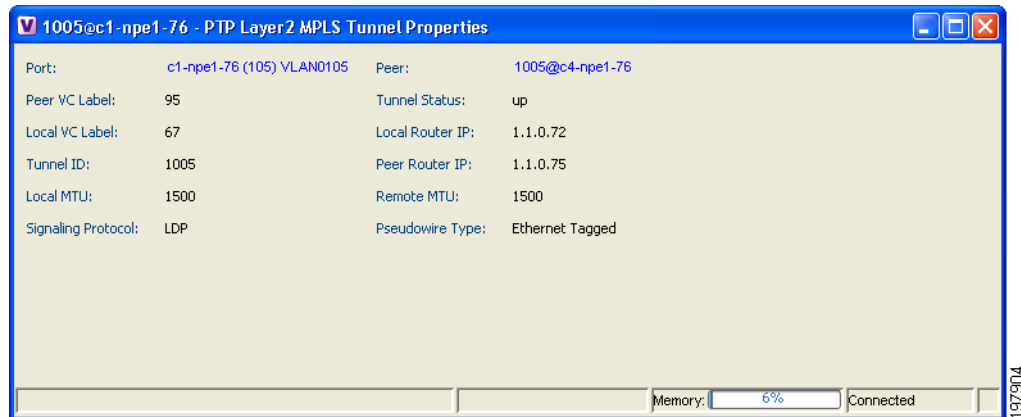 V 1005@c1-npe1-76 - PTP Layer2 MPLS Tunnel Properties
Port: c1-npe1-76 (105) VLAN0105 Peer: 1005@c4-npe1-76
Peer VC Label: 95 Tunnel Status: up
Local VC Label: 67 Local Router IP: 1.1.0.72
Tunnel ID: 1005 Peer Router IP: 1.1.0.75
Local MTU: 1500 Remote MTU: 1500
Signaling Protocol: LDP Pseudowire Type: Ethernet Tagged
Memory: 6% Connected
197904